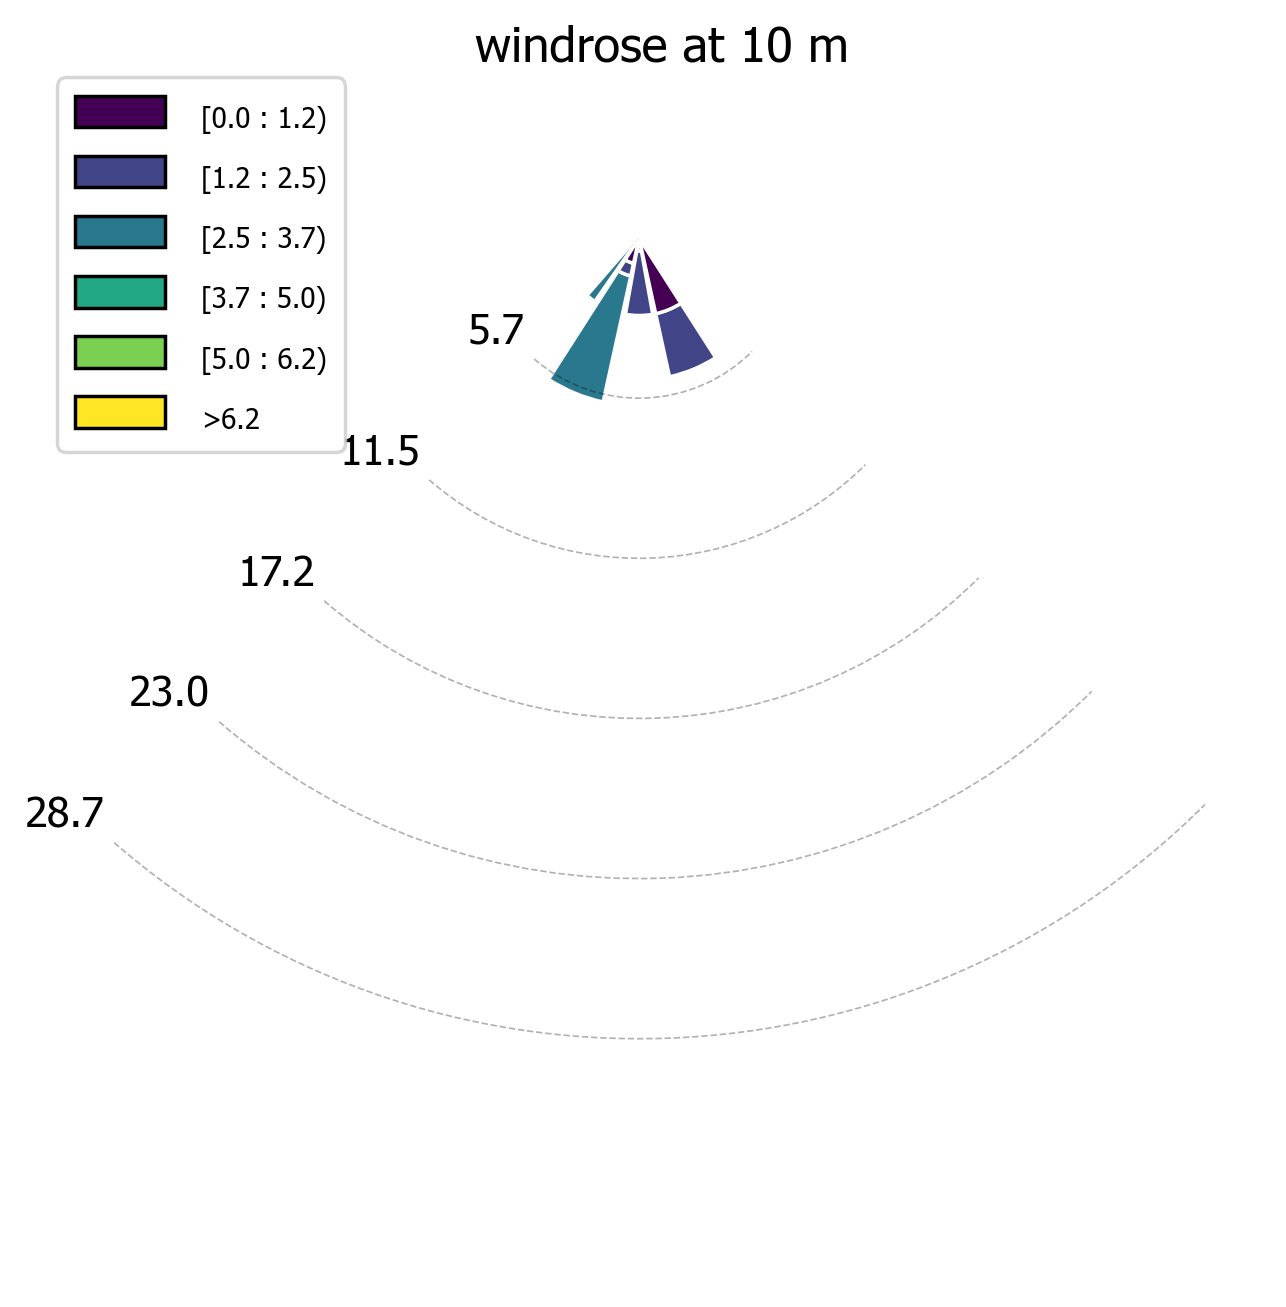 windrose at 10 m
[0.0 : 1.2)
[1.2 : 2.5)
[2.5 : 3.7)
[3.7 : 5.0)
[5.0 : 6.2)
>6.2
5.7
11.5
17.2
23.0
28.7